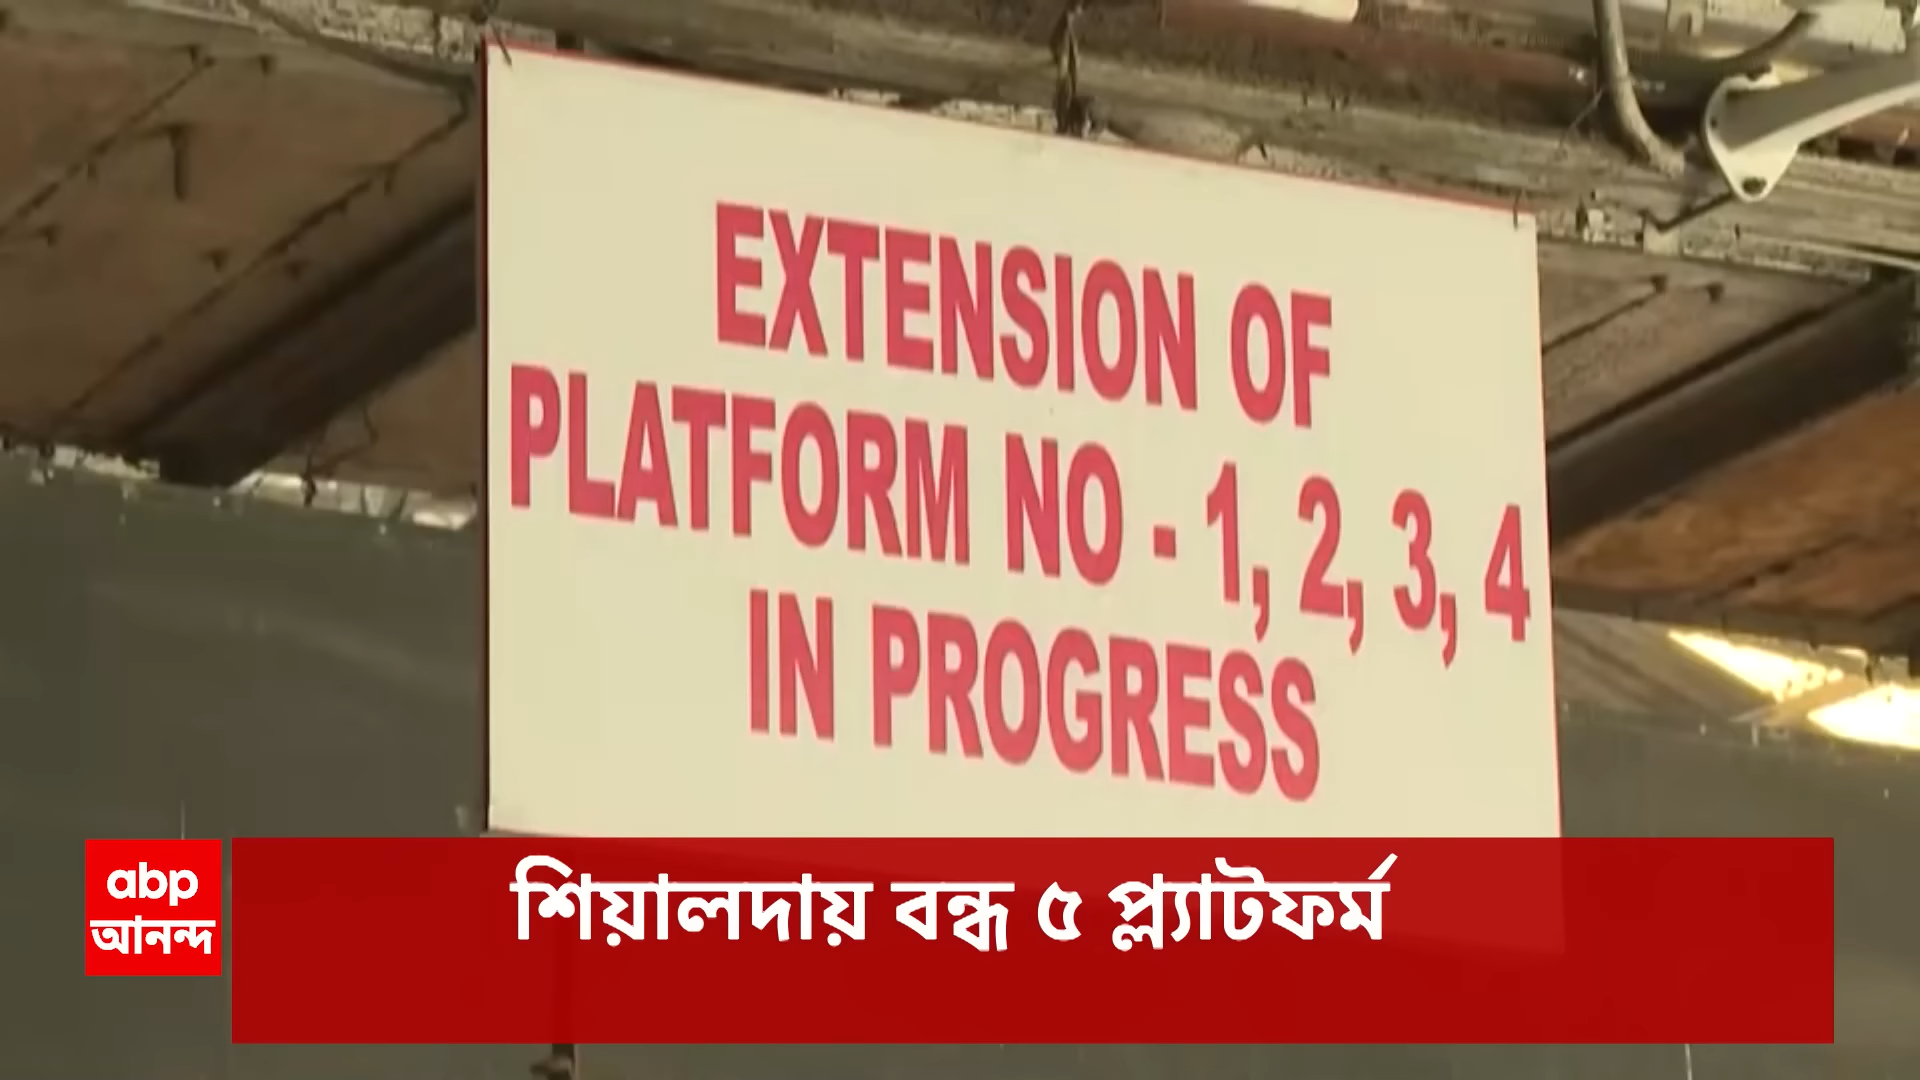 EXTENSION OF
PLATFORM NO - 1, 2, 3, 4
IN PROGRESS
abp
আনন্দ
শিয়ালদায় বন্ধ ৫ প্ল্যাটফর্ম